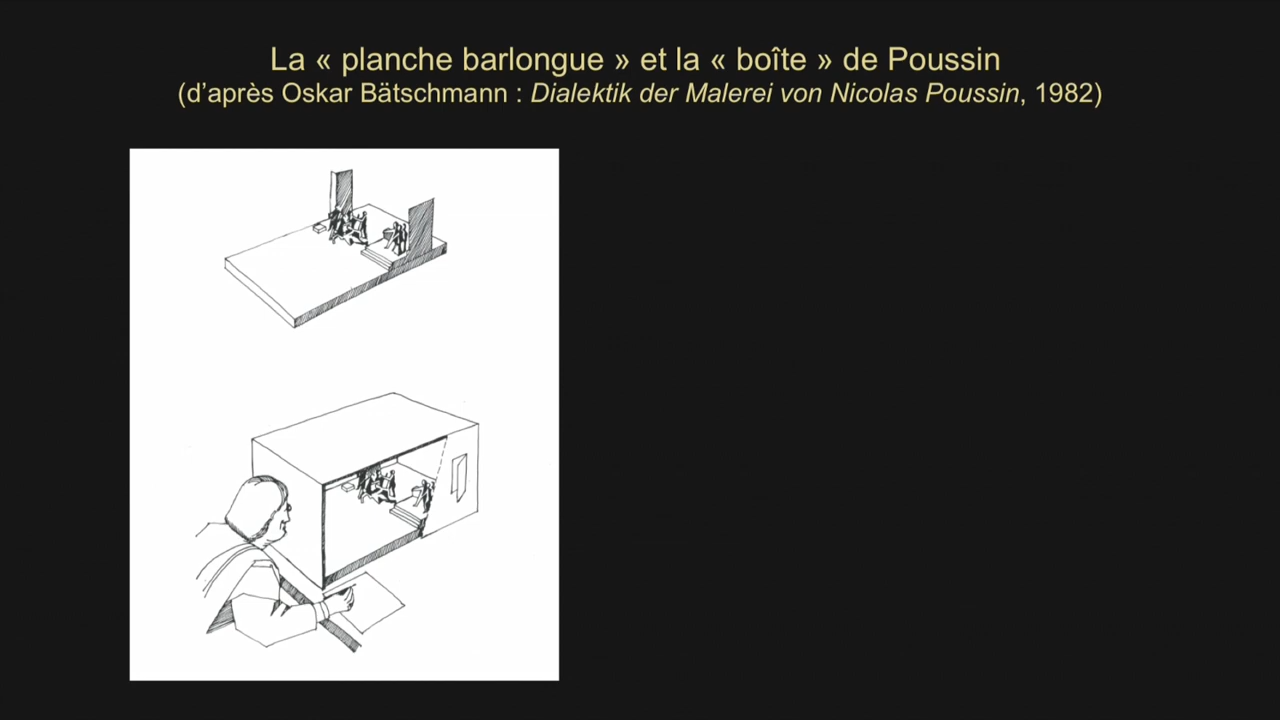 La « planche barlongue » et la « boîte » de Poussin
(d’après Oskar Bätschmann : Dialektik der Malerei von Nicolas Poussin, 1982)